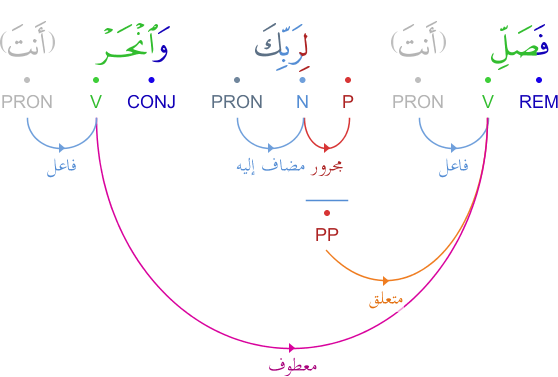 فَصَلِّ (أَنتَ) لِرَبِّكَ وَٱنْحَرْ (أَنتَ)
REM V PRON P N PRON CONJ V PRON
فاعل مجرور مضاف إليه فاعل
PP
متعلق
معطوف